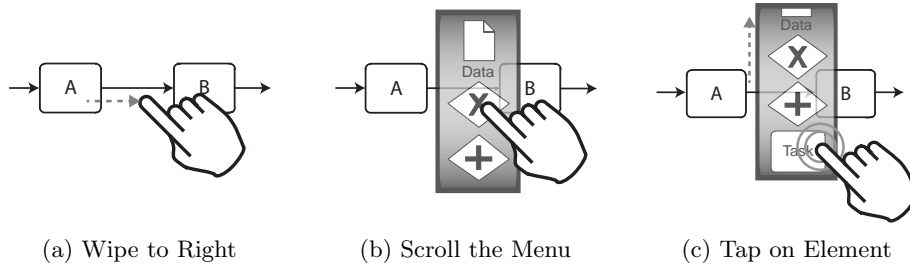 A
B
(a) Wipe to Right
Data
A
X
B
+
(b) Scroll the Menu
Data
X
A
+
B
Task
(c) Tap on Element